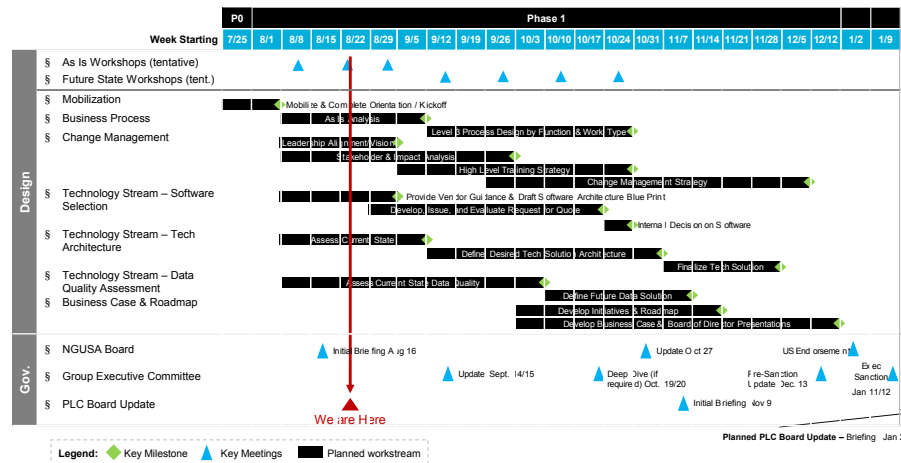 P0 Phase 1
Week Starting 7/25 8/1 8/8 8/15 8/22 8/29 9/5 9/12 9/19 9/26 10/3 10/10 10/17 10/24 10/31 11/7 11/14 11/21 11/28 12/5 12/12 1/2 1/9
Design
§ As Is Workshops (tentative)
§ Future State Workshops (tent.)
§ Mobilization
Mobilize & Complete Orientation / Kickoff
§ Business Process
As Is Analysis
Level 3 Process Design by Function & Work Type
§ Change Management
Leadership Alignment/Vision
Stakeholder & Impact Analysis
High Level Training Strategy
Change Management Strategy
§ Technology Stream – Software
Selection
Provide Vendor Guidance & Draft Software Architecture Blue Print
Develop, Issue, and Evaluate Request for Quote
Internal Decision on Software
§ Technology Stream – Tech
Architecture
Assess Current State
Define Desired Tech Solution Architecture
Finalize Tech Solution
§ Technology Stream – Data
Quality Assessment
Assess Current State Data Quality
Define Future Data Solution
§ Business Case & Roadmap
Develop Initiatives & Roadmap
Develop Business Case & Board of Director Presentations
Gov.
§ NGUSA Board
Initial Briefing Aug 16
Update Oct 27
US Endorsement
§ Group Executive Committee
Update Sept. 14/15
Deep Dive (if
required) Oct. 19/20
Pre-Sanction
Update Dec. 13
Exec
Sanction
Jan 11/12
§ PLC Board Update
Initial Briefing Nov 9
We are Here
Planned PLC Board Update – Briefing Jan
Legend: Key Milestone Key Meetings Planned workstream